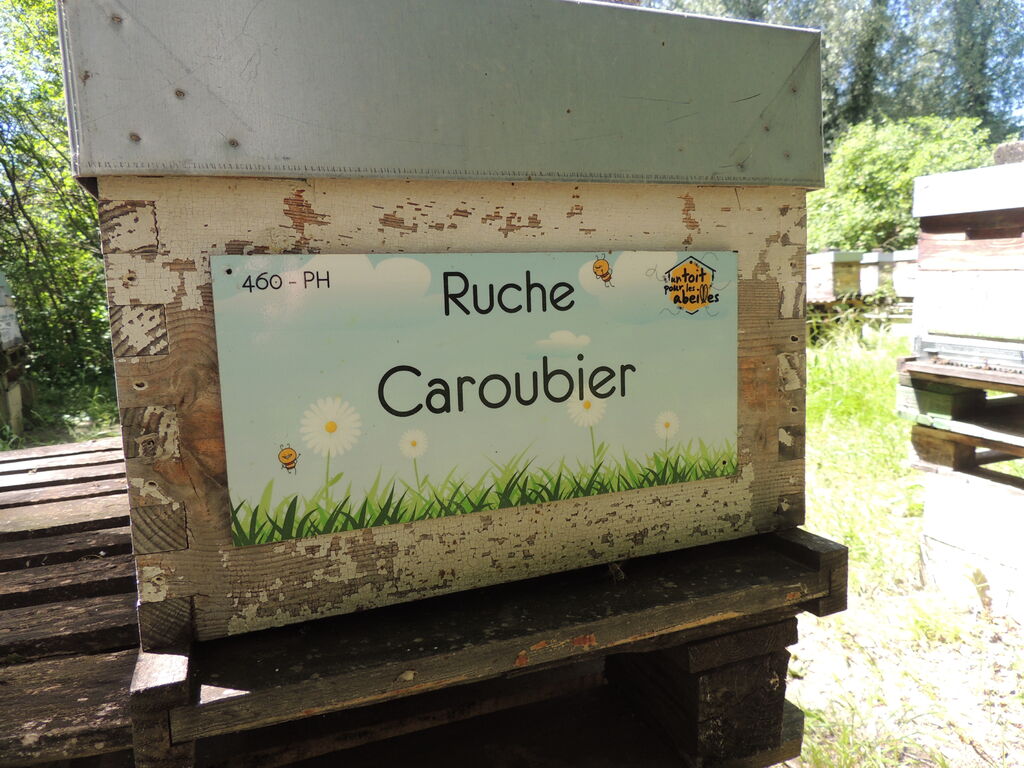 460 - PH
Ruche
Caroubier
un toit
pour les
abeilles